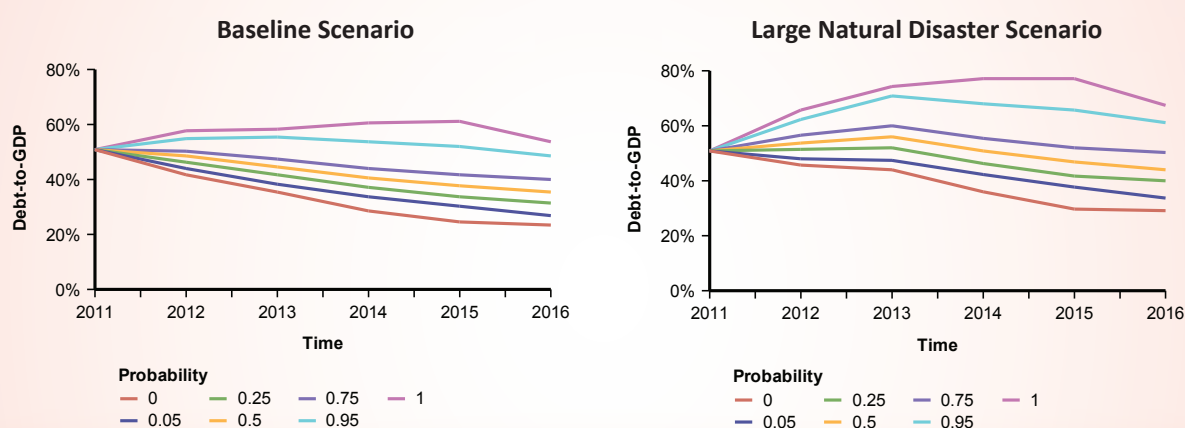 Baseline Scenario
80%
60%
40%
20%
0%
Debt-to-GDP
2011 2012 2013 2014 2015 2016
Time
Probability
0 0.25 0.75 1
0.05 0.5 0.95
Large Natural Disaster Scenario
80%
60%
40%
20%
0%
Debt-to-GDP
2011 2012 2013 2014 2015 2016
Time
Probability
0 0.25 0.75 1
0.05 0.5 0.95